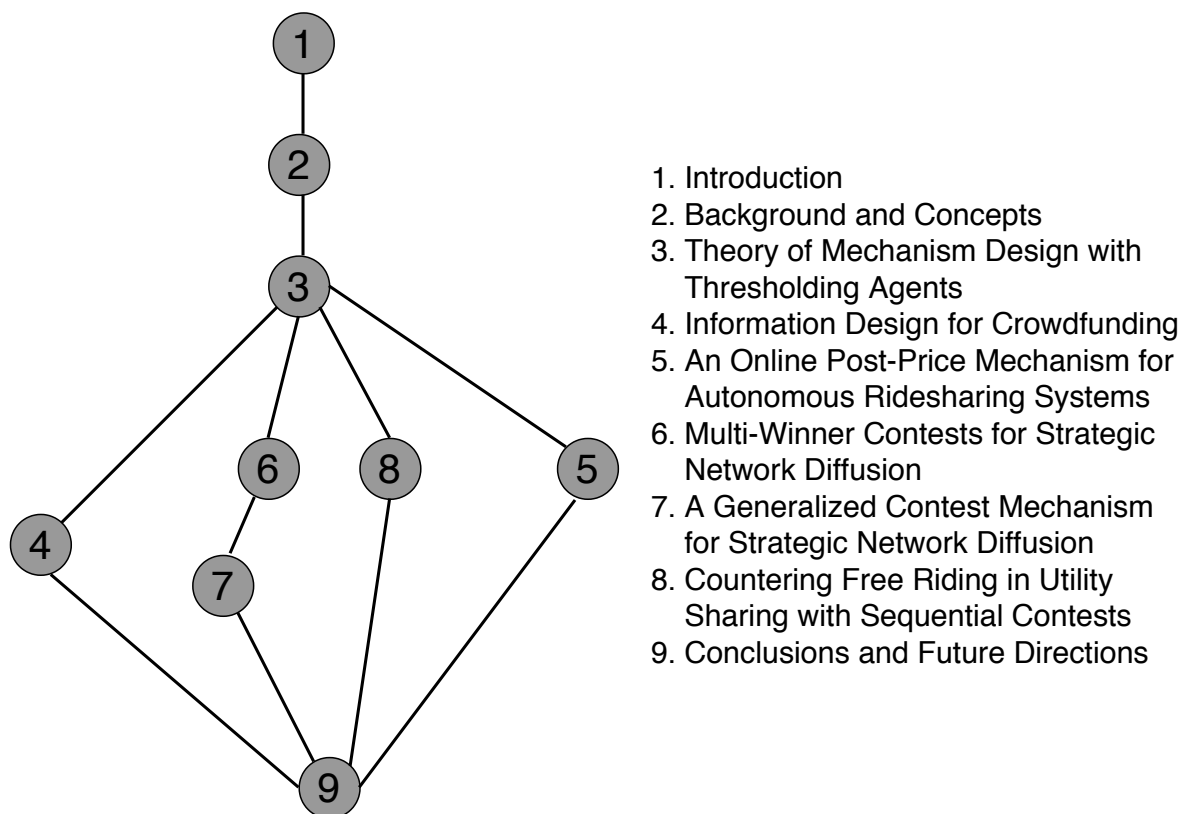 1
2
3
6
8
5
4
7
9
1. Introduction
2. Background and Concepts
3. Theory of Mechanism Design with
Thresholding Agents
4. Information Design for Crowdfunding
5. An Online Post-Price Mechanism for
Autonomous Ridesharing Systems
6. Multi-Winner Contests for Strategic
Network Diffusion
7. A Generalized Contest Mechanism
for Strategic Network Diffusion
8. Countering Free Riding in Utility
Sharing with Sequential Contests
9. Conclusions and Future Directions